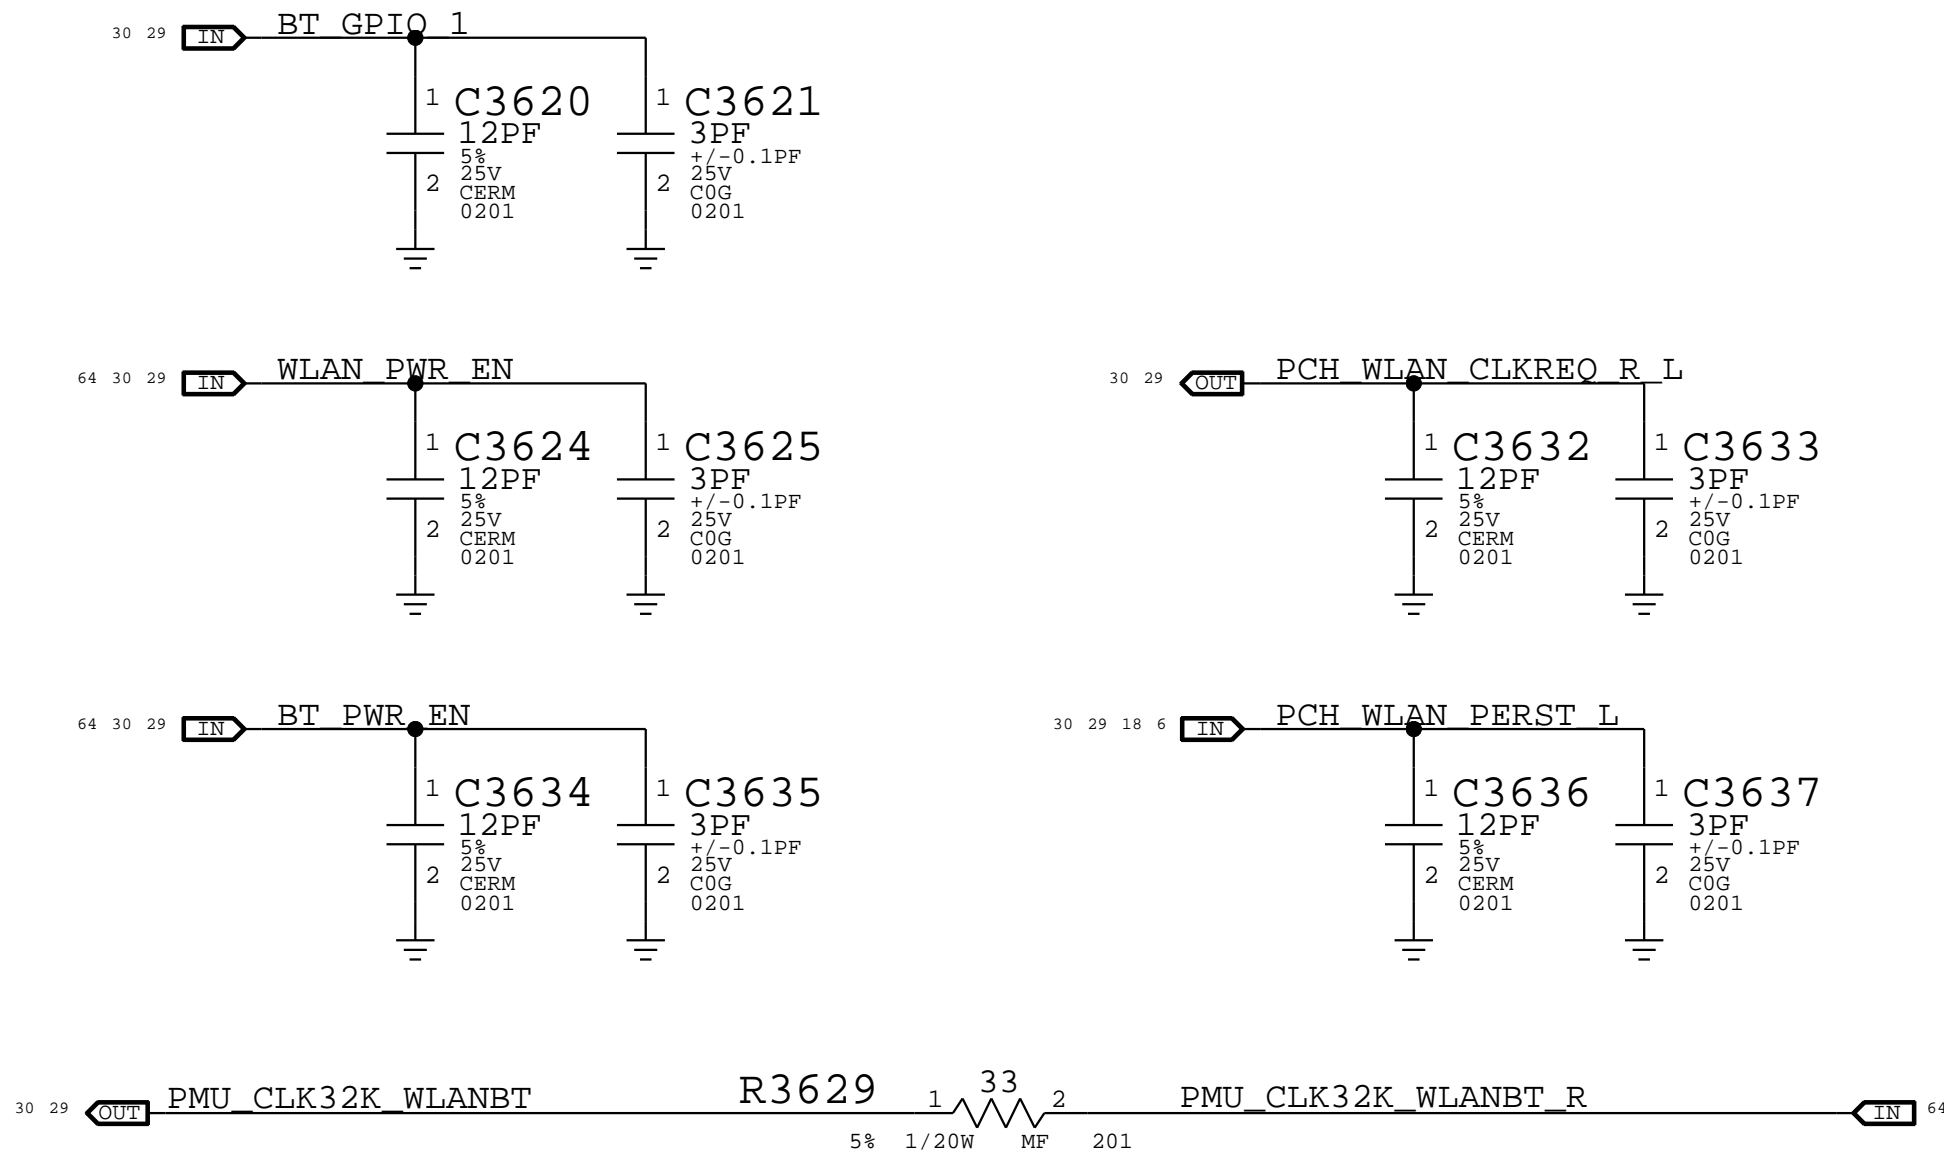 30 29 IN BT_GPIO_1
1 C3620
12PF
5%
25V
2
CERM
0201
1 C3621
3PF
+/-0.1PF
25V
2
C0G
0201
64 30 29 IN WLAN_PWR_EN
1 C3624
12PF
5%
25V
2
CERM
0201
1 C3625
3PF
+/-0.1PF
25V
2
C0G
0201
30 29 OUT PCH_WLAN_CLKREQ_R_L
1 C3632
12PF
5%
25V
2
CERM
0201
1 C3633
3PF
+/-0.1PF
25V
2
C0G
0201
64 30 29 IN BT_PWR_EN
1 C3634
12PF
5%
25V
2
CERM
0201
1 C3635
3PF
+/-0.1PF
25V
2
C0G
0201
30 29 18 6 IN PCH_WLAN_PERST_L
1 C3636
12PF
5%
25V
2
CERM
0201
1 C3637
3PF
+/-0.1PF
25V
2
C0G
0201
30 29 OUT PMU_CLK32K_WLANBT
R3629
33
1 2
5% 1/20W MF 201
PMU_CLK32K_WLANBT_R IN 64